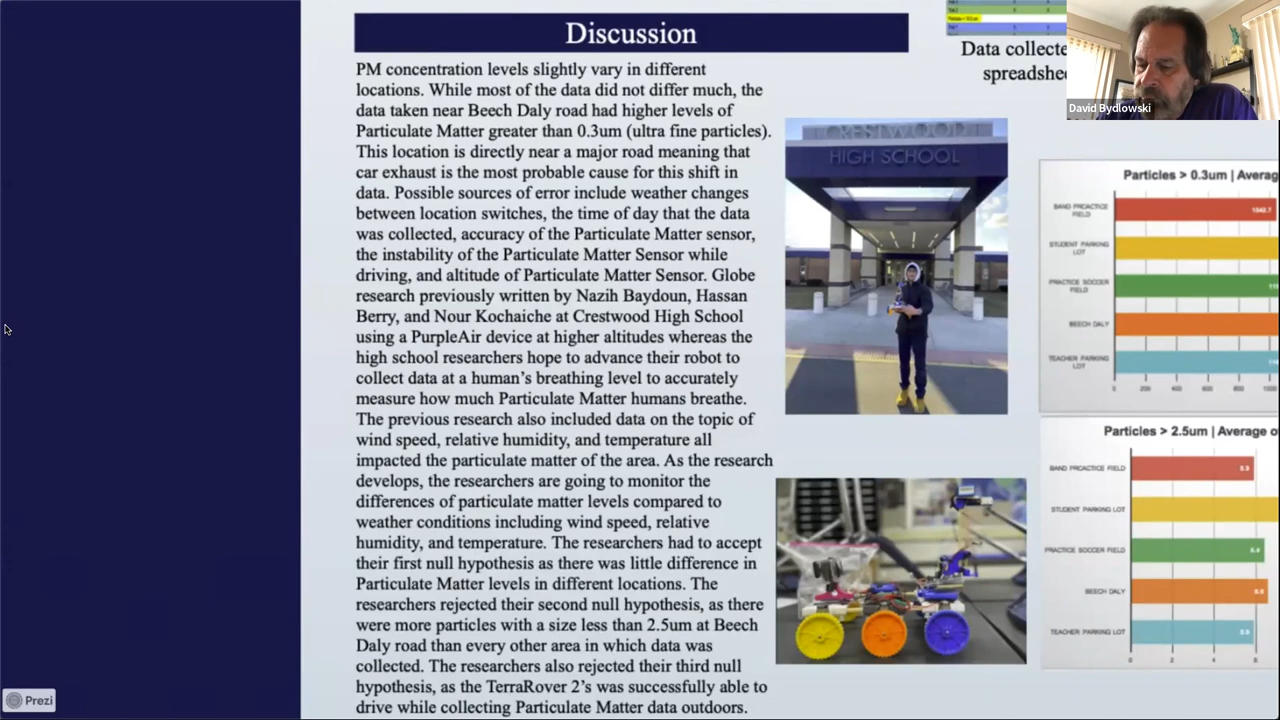 Discussion
PM concentration levels slightly vary in different
locations. While most of the data did not differ much, the
data taken near Beech Daly road had higher levels of
Particulate Matter greater than 0.3um (ultra fine particles).
This location is directly near a major road meaning that
car exhaust is the most probable cause for this shift in
data. Possible sources of error include weather changes
between location switches, the time of day that the data
was collected, accuracy of the Particulate Matter sensor,
the mobility of the Particulate Matter Sensor while
driving, and altitude of Particulate Matter Sensor. Globe
research previously written by Nazih Baydoun, Hassan
Berry, and Nour Kochaiche at Crestwood High School
using a PurpleAir device at higher altitudes whereas the
high school researchers hope to advance their robot to
collect data at a human's breathing level to accurately
measure how much Particulate Matter humans breathe.
The previous research also included data on the topic of
wind speed, relative humidity, and temperature all
impacted the particulate matter of the area. As the research
develops, the researchers are going to monitor the
differences of particulate matter levels compared to
weather conditions including wind speed, relative
humidity, and temperature. The researchers had to accept
their first null hypothesis as there was little difference in
Particulate Matter levels in different locations. The
researchers rejected their second null hypothesis, as there
were more particles with a size less than 2.5um at Beech
Daly road than every other area in which data was
collected. The researchers also rejected their third null
hypothesis, as the TerraRover 2's was successfully able to
drive while collecting Particulate Matter data outdoors.
Data collecte
spreadshee
David Bydlowski
CRESTWOOD
HIGH SCHOOL
Particles > 0.3um | Averag
BAND PROACTICE
FIELD
1042.7
STUDENT PARKING
LOT
PRACTICE SOCCER
FIELD
BEECH DALY
TEACHER PARKING
LOT
0 200 400 600 800 1000
Particles > 2.5um | Average o
BAND PROACTICE FIELD
5.9
STUDENT PARKING LOT
PRACTICE SOCCER FIELD
6.4
BEECH DALY
6.6
TEACHER PARKING LOT
5.9
0 2 4 6
Prezi